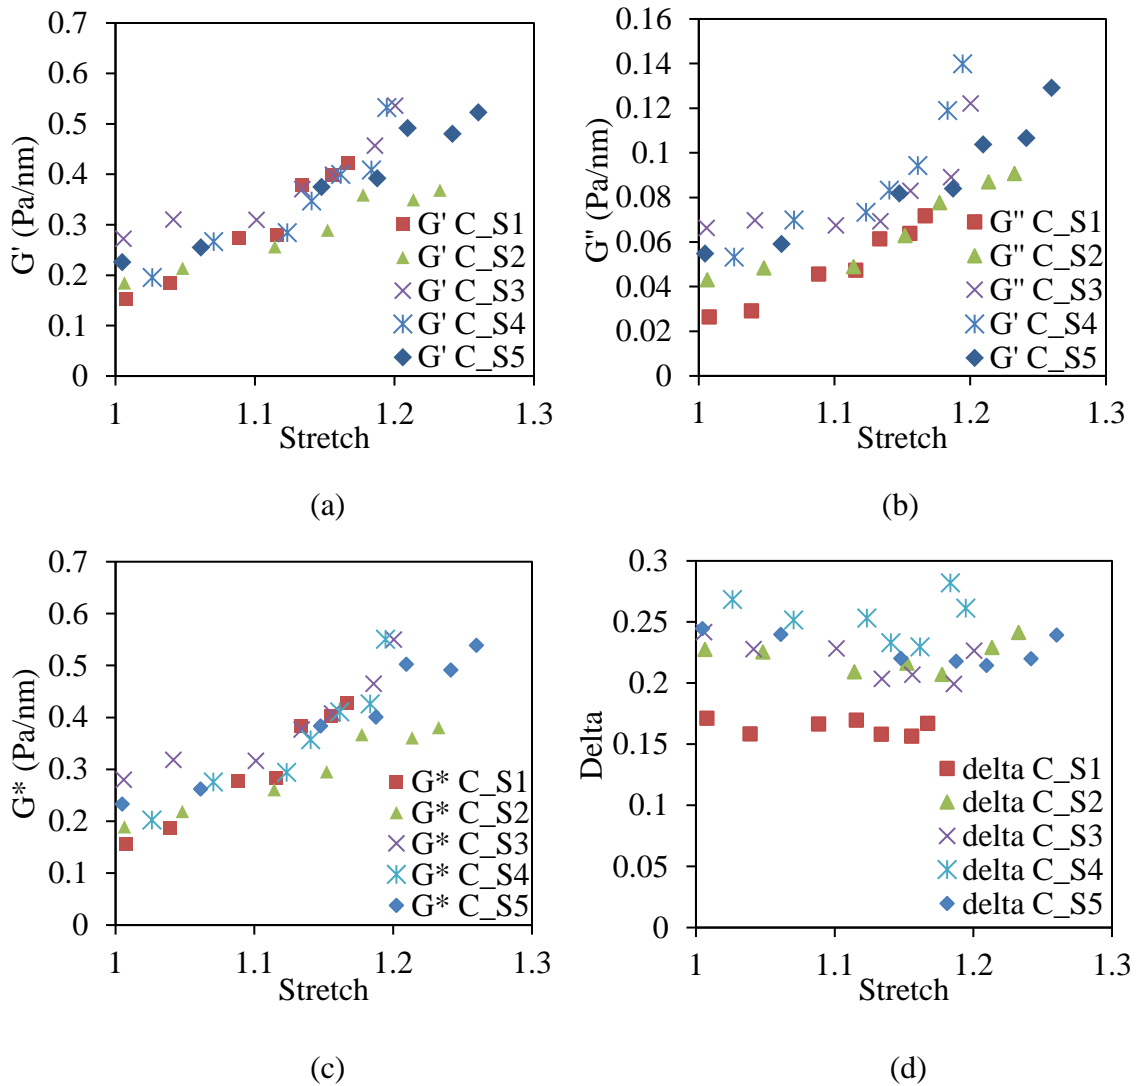 0.7
0.6
0.5
0.4
0.3
0.2
0.1
0
G' (Pa/nm)
G' C_S1
G' C_S2
G' C_S3
G' C_S4
G' C_S5
1 1.1 1.2 1.3
Stretch
(a)
0.16
0.14
0.12
0.1
0.08
0.06
0.04
0.02
0
G'' (Pa/nm)
G'' C_S1
G'' C_S2
G'' C_S3
G' C_S4
G' C_S5
1 1.1 1.2 1.3
Stretch
(b)
0.7
0.6
0.5
0.4
0.3
0.2
0.1
0
G* (Pa/nm)
G* C_S1
G* C_S2
G* C_S3
G* C_S4
G* C_S5
1 1.1 1.2 1.3
Stretch
(c)
0.3
0.25
0.2
0.15
0.1
0.05
0
Delta
delta C_S1
delta C_S2
delta C_S3
delta C_S4
delta C_S5
1 1.1 1.2 1.3
Stretch
(d)